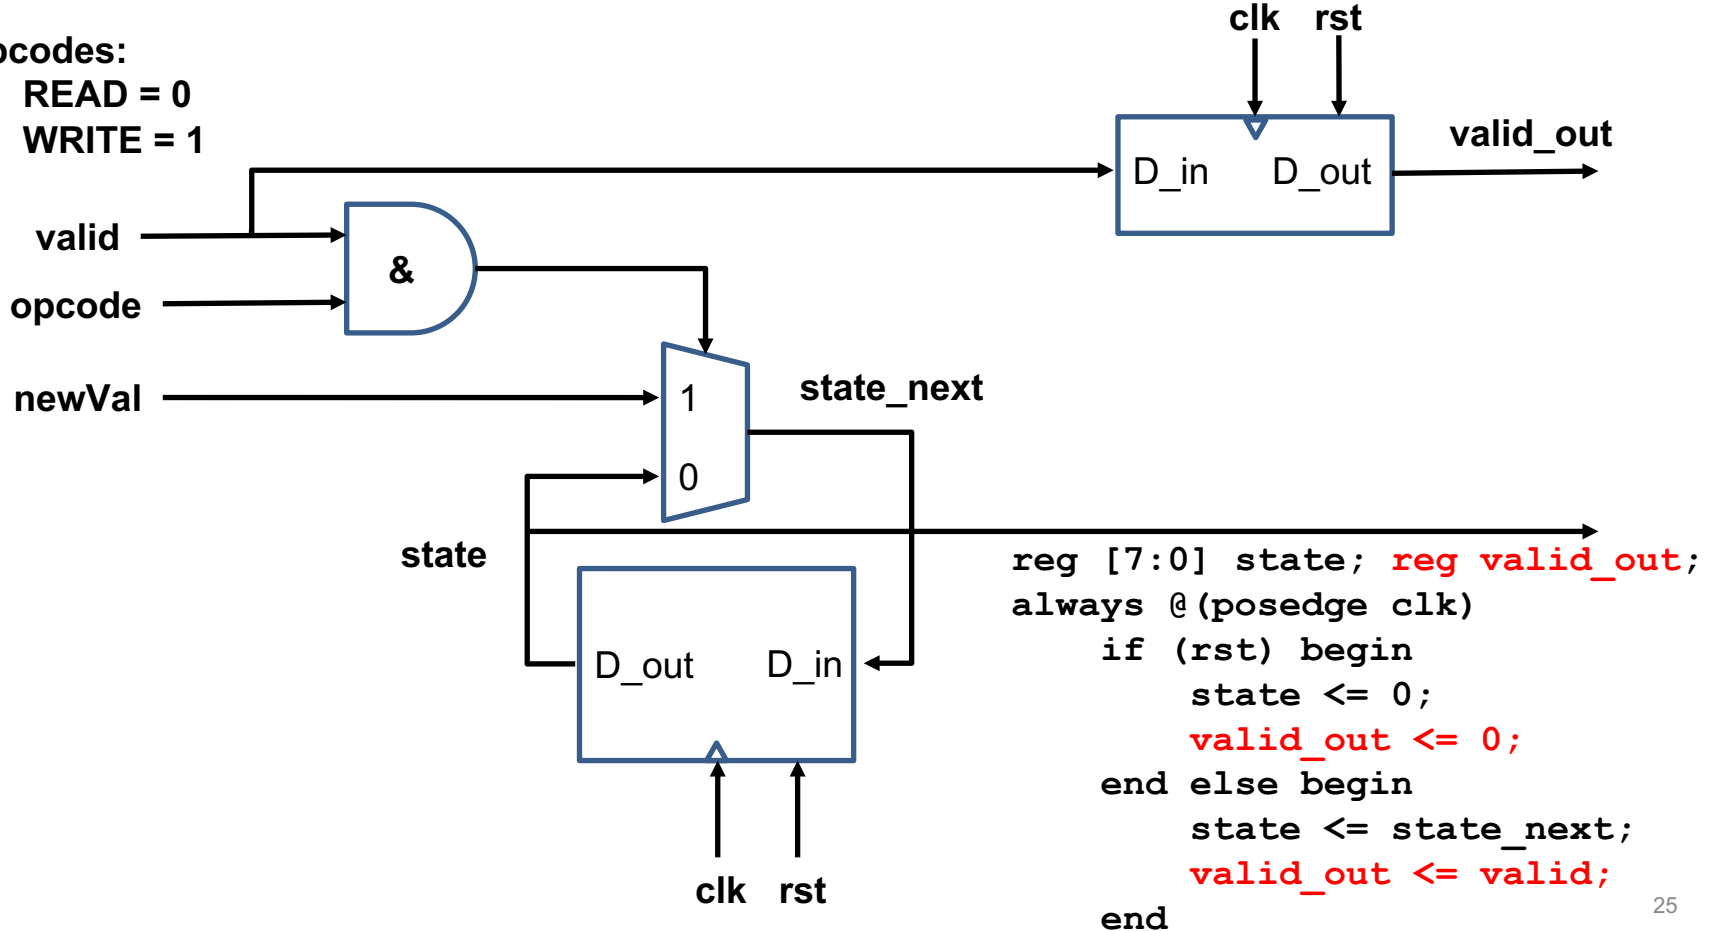 clk rst
pcodes:
READ = 0
WRITE = 1
valid_out
D_in D_out
valid
&
opcode
newVal
1
state_next
0
state
D_out D_in
clk rst
reg [7:0] state; reg valid_out;
always @(posedge clk)
if (rst) begin
state <= 0;
valid_out <= 0;
end else begin
state <= state_next;
valid_out <= valid;
end
25